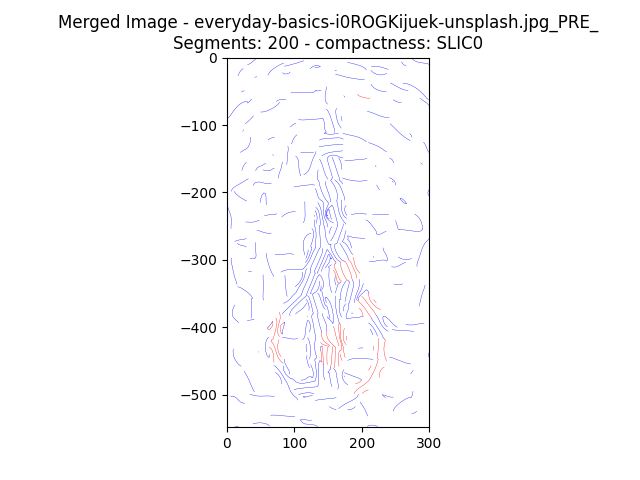 Merged Image - everyday-basics-i0ROGKijuek-unsplash.jpg_PRE_
Segments: 200 - compactness: SLIC0
0
−100
−200
−300
−400
−500
0 100 200 300